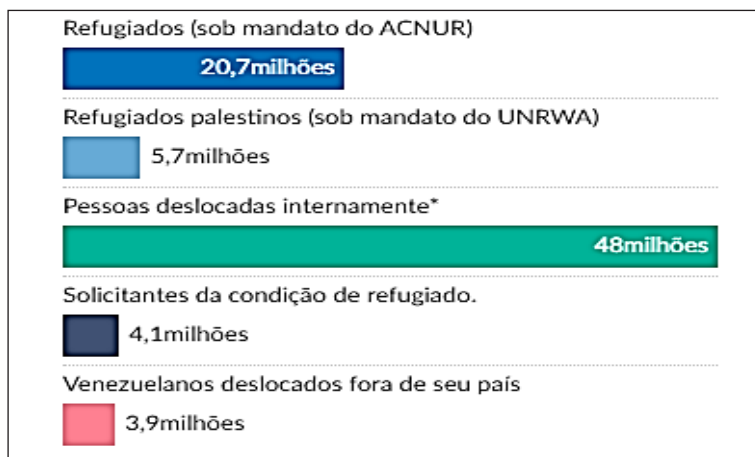 Refugiados (sob mandato do ACNUR)
20,7milhões
Refugiados palestinos (sob mandato do UNRWA)
5,7milhões
Pessoas deslocadas internamente*
48milhões
Solicitantes da condição de refugiado.
4,1milhões
Venezuelanos deslocados fora de seu país
3,9milhões